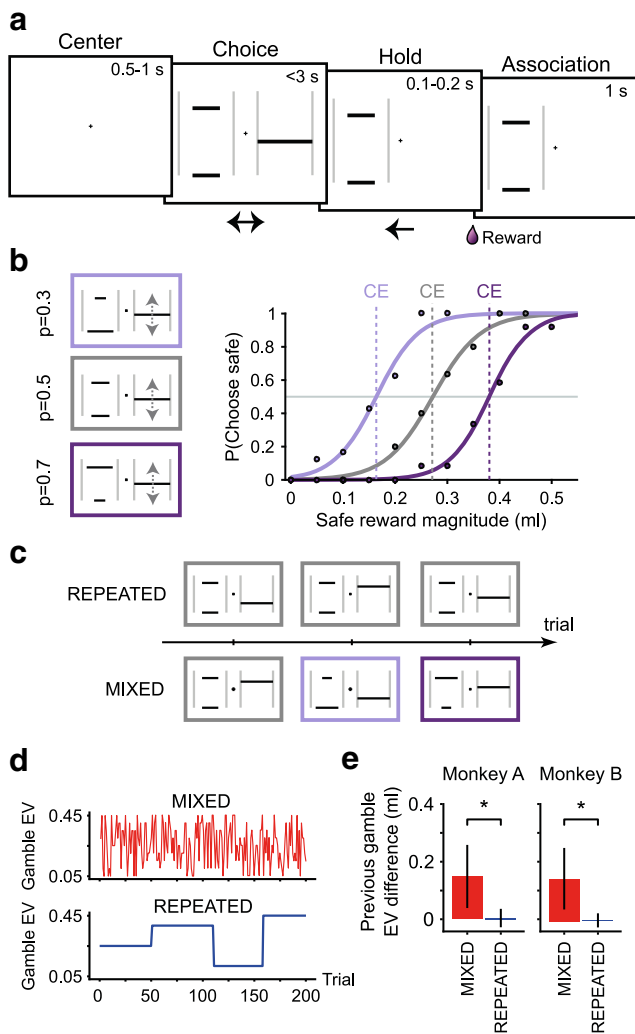 a
Center
Choice
Hold
Association
0.5-1 s
<3 s
0.1-0.2 s
1 s
Reward
b
p=0.3
p=0.5
p=0.7
CE
CE
CE
P(Choose safe)
1
0.8
0.6
0.4
0.2
0
0
0.1
0.2
0.3
0.4
0.5
Safe reward magnitude (ml)
c
REPEATED
trial
MIXED
d
MIXED
Gamble EV
0.45
0.05
REPEATED
Gamble EV
0.45
0.05
0
50
100
150
200
Trial
e
Monkey A
Monkey B
Previous gamble
EV difference (ml)
0.4
0.2
0
*
*
MIXED
REPEATED
MIXED
REPEATED